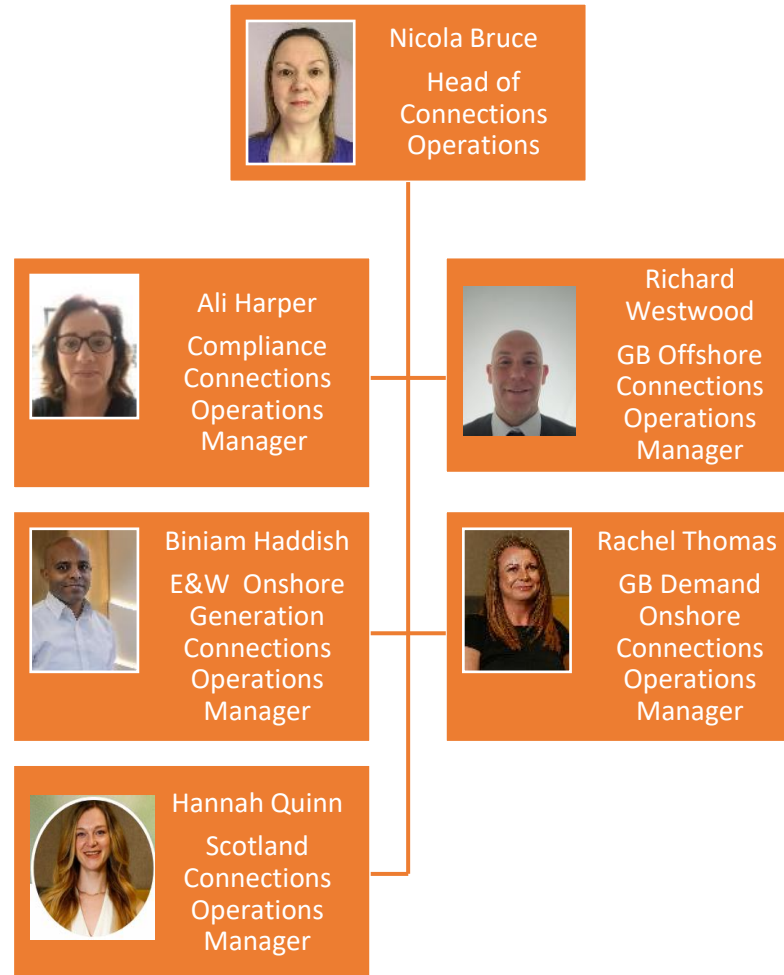 Nicola Bruce
Head of
Connections
Operations
Ali Harper
Compliance
Connections
Operations
Manager
Richard
Westwood
GB Offshore
Connections
Operations
Manager
Biniam Haddish
E&W  Onshore
Generation
Connections
Operations
Manager
Rachel Thomas
GB Demand
Onshore
Connections
Operations
Manager
Hannah Quinn
Scotland
Connections
Operations
Manager